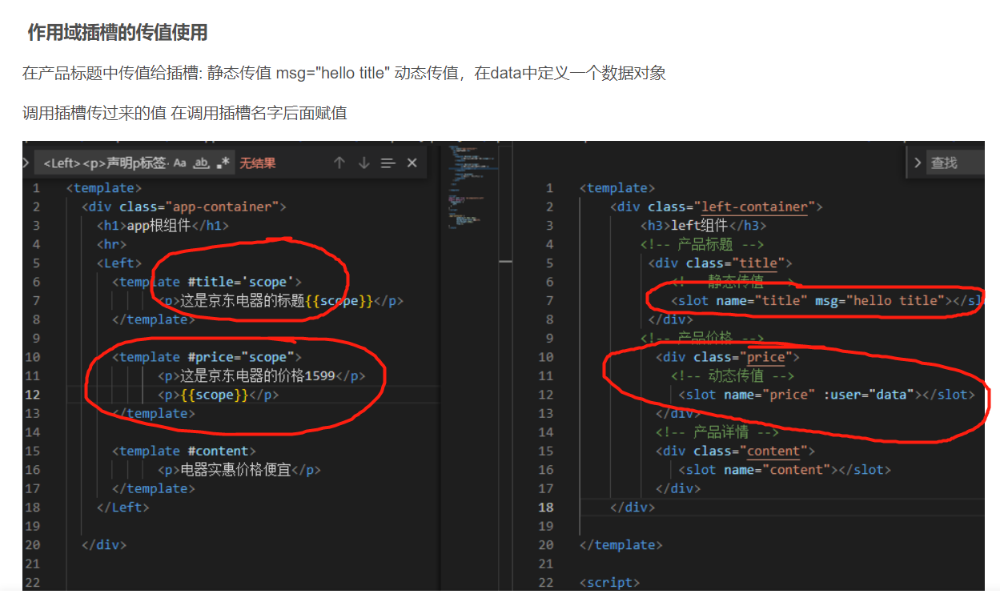 作用域插槽的传值使用
在产品标题中传值给插槽: 静态传值 msg="hello title" 动态传值，在data中定义一个数据对象
调用插槽传过来的值 在调用插槽名字后面赋值
<Left><p>声明p标签· Aa ab, .* 无结果
1 <template>
2 <div class="app-container">
3 <h1>app根组件</h1>
4 <hr>
5 <Left>
6 <template #title='scope'>
7 <p>这是京东电器的标题{{scope}}</p>
8 </template>
9
10 <template #price="scope">
11 <p>这是京东电器的价格1599</p>
12 <p>{{scope}}</p>
13 </template>
14
15 <template #content>
16 <p>电器实惠价格便宜</p>
17 </template>
18 </Left>
19
20 </div>
21
22
查找
1 <template>
2 <div class="left-container">
3 <h3>left组件</h3>
4 <!-- 产品标题 -->
5 <div class="title">
6 <!-- 静态传值 -->
7 <slot name="title" msg="hello title"></sl
8 </div>
9 <!-- 产品价格 -->
10 <div class="price">
11 <!-- 动态传值 -->
12 <slot name="price" :user="data"></slot>
13 </div>
14 <!-- 产品详情 -->
15 <div class="content">
16 <slot name="content"></slot>
17 </div>
18 </div>
19
20 </template>
21
22 <script>